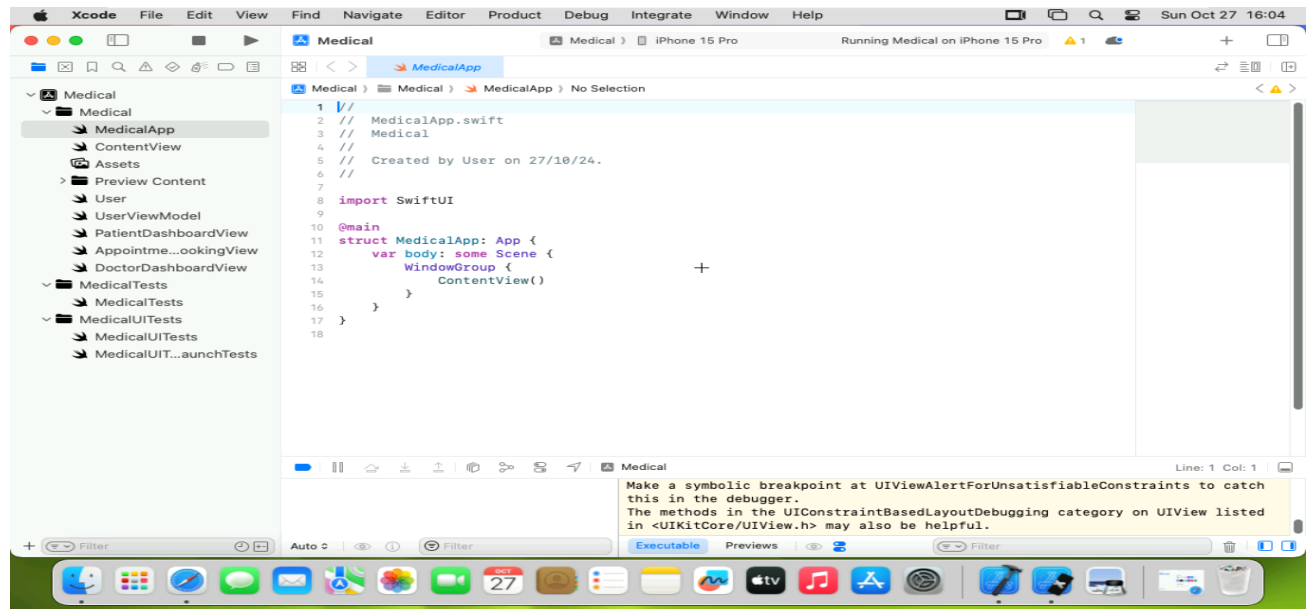 Xcode File Edit View Find Navigate Editor Product Debug Integrate Window Help Sun Oct 27 16:04
Medical Medical iPhone 15 Pro Running Medical on iPhone 15 Pro 1
MedicalApp
Medical Medical MedicalApp No Selection
Medical
Medical
MedicalApp
ContentView
Assets
Preview Content
User
UserViewModel
PatientDashboardView
Appointme...ookingView
DoctorDashboardView
MedicalTests
MedicalTests
MedicalUITests
MedicalUITests
MedicalUIT...aunchTests
1 //
2 // MedicalApp.swift
3 // Medical
4 //
5 // Created by User on 27/10/24.
6 //
7
8 import SwiftUI
9
10 @main
11 struct MedicalApp: App {
12 var body: some Scene {
13 WindowGroup {
14 ContentView()
15 }
16 }
17 }
18
Medical Line: 1 Col: 1
Make a symbolic breakpoint at UIViewAlertForUnsatisfiableConstraints to catch
this in the debugger.
The methods in the UIConstraintBasedLayoutDebugging category on UIView listed
in <UIKitCore/UIView.h> may also be helpful.
Filter Auto Filter Executable Previews Filter
OCT
27
tv